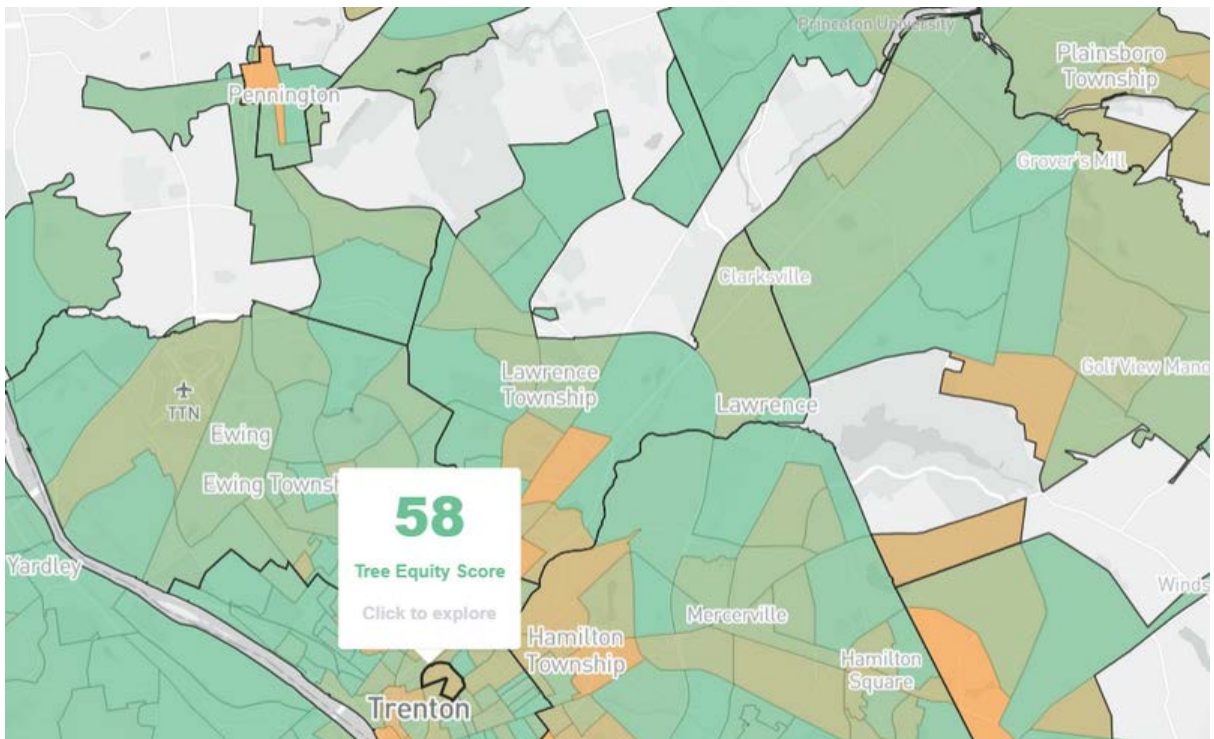 Princeton University
Plainsboro
Township
Pennington
Grover's Mill
Clarksville
Lawrence
Township
Golf View Mano
TTN
Lawrence
Ewing
Ewing Townsh
58
Tree Equity Score
Click to explore
Yardley
Winds
Mercerville
Hamilton
Township
Hamilton
Square
Trenton